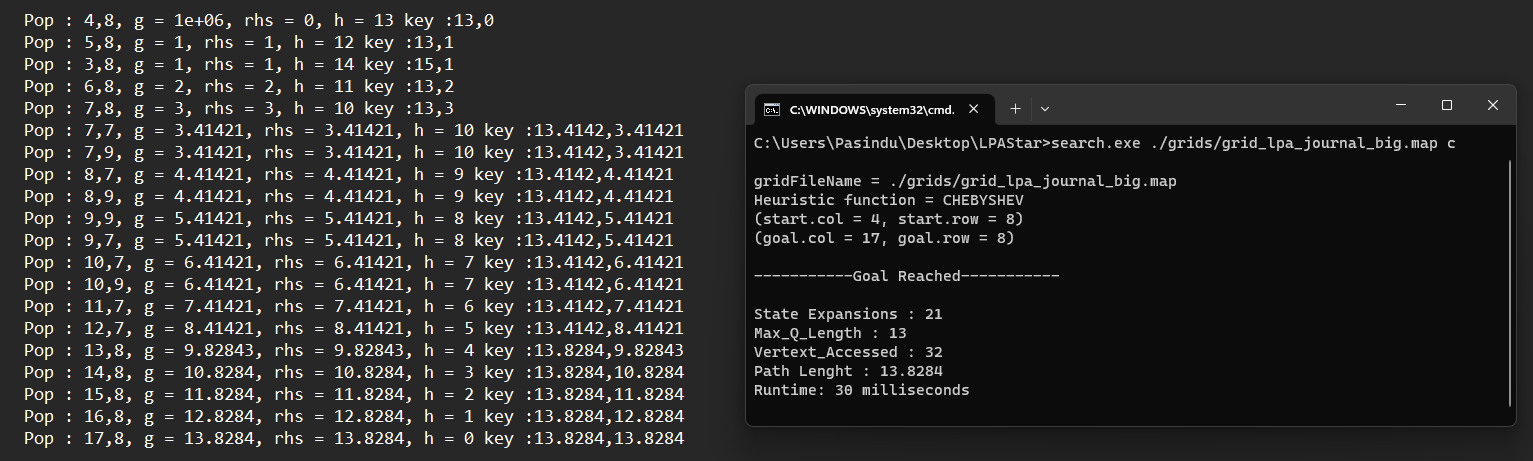 Pop : 4,8, g = 1e+06, rhs = 0, h = 13 key :13,0
Pop : 5,8, g = 1, rhs = 1, h = 12 key :13,1
Pop : 3,8, g = 1, rhs = 1, h = 14 key :15,1
Pop : 6,8, g = 2, rhs = 2, h = 11 key :13,2
Pop : 7,8, g = 3, rhs = 3, h = 10 key :13,3
Pop : 7,7, g = 3.41421, rhs = 3.41421, h = 10 key :13.4142,3.41421
Pop : 7,9, g = 3.41421, rhs = 3.41421, h = 10 key :13.4142,3.41421
Pop : 8,7, g = 4.41421, rhs = 4.41421, h = 9 key :13.4142,4.41421
Pop : 8,9, g = 4.41421, rhs = 4.41421, h = 9 key :13.4142,4.41421
Pop : 9,9, g = 5.41421, rhs = 5.41421, h = 8 key :13.4142,5.41421
Pop : 9,7, g = 5.41421, rhs = 5.41421, h = 8 key :13.4142,5.41421
Pop : 10,7, g = 6.41421, rhs = 6.41421, h = 7 key :13.4142,6.41421
Pop : 10,9, g = 6.41421, rhs = 6.41421, h = 7 key :13.4142,6.41421
Pop : 11,7, g = 7.41421, rhs = 7.41421, h = 6 key :13.4142,7.41421
Pop : 12,7, g = 8.41421, rhs = 8.41421, h = 5 key :13.4142,8.41421
Pop : 13,8, g = 9.82843, rhs = 9.82843, h = 4 key :13.8284,9.82843
Pop : 14,8, g = 10.8284, rhs = 10.8284, h = 3 key :13.8284,10.8284
Pop : 15,8, g = 11.8284, rhs = 11.8284, h = 2 key :13.8284,11.8284
Pop : 16,8, g = 12.8284, rhs = 12.8284, h = 1 key :13.8284,12.8284
Pop : 17,8, g = 13.8284, rhs = 13.8284, h = 0 key :13.8284,13.8284
C:\WINDOWS\system32\cmd.
C:\Users\Pasindu\Desktop\LPAStar>search.exe ./grids/grid_lpa_journal_big.map c
gridFileName = ./grids/grid_lpa_journal_big.map
Heuristic function = CHEBYSHEV
(start.col = 4, start.row = 8)
(goal.col = 17, goal.row = 8)
-----------Goal Reached-----------
State Expansions : 21
Max_Q_Length : 13
Vertext_Accessed : 32
Path Lenght : 13.8284
Runtime: 30 milliseconds